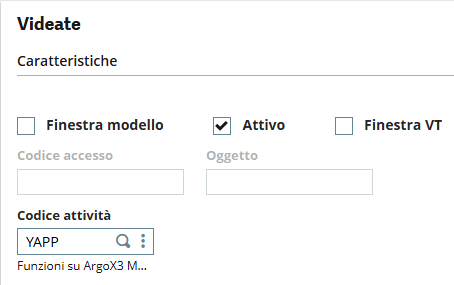 Videate
Caratteristiche
Finestra modello Attivo Finestra VT
Codice accesso Oggetto
Codice attività
YAPP
Funzioni su ArgoX3 M...